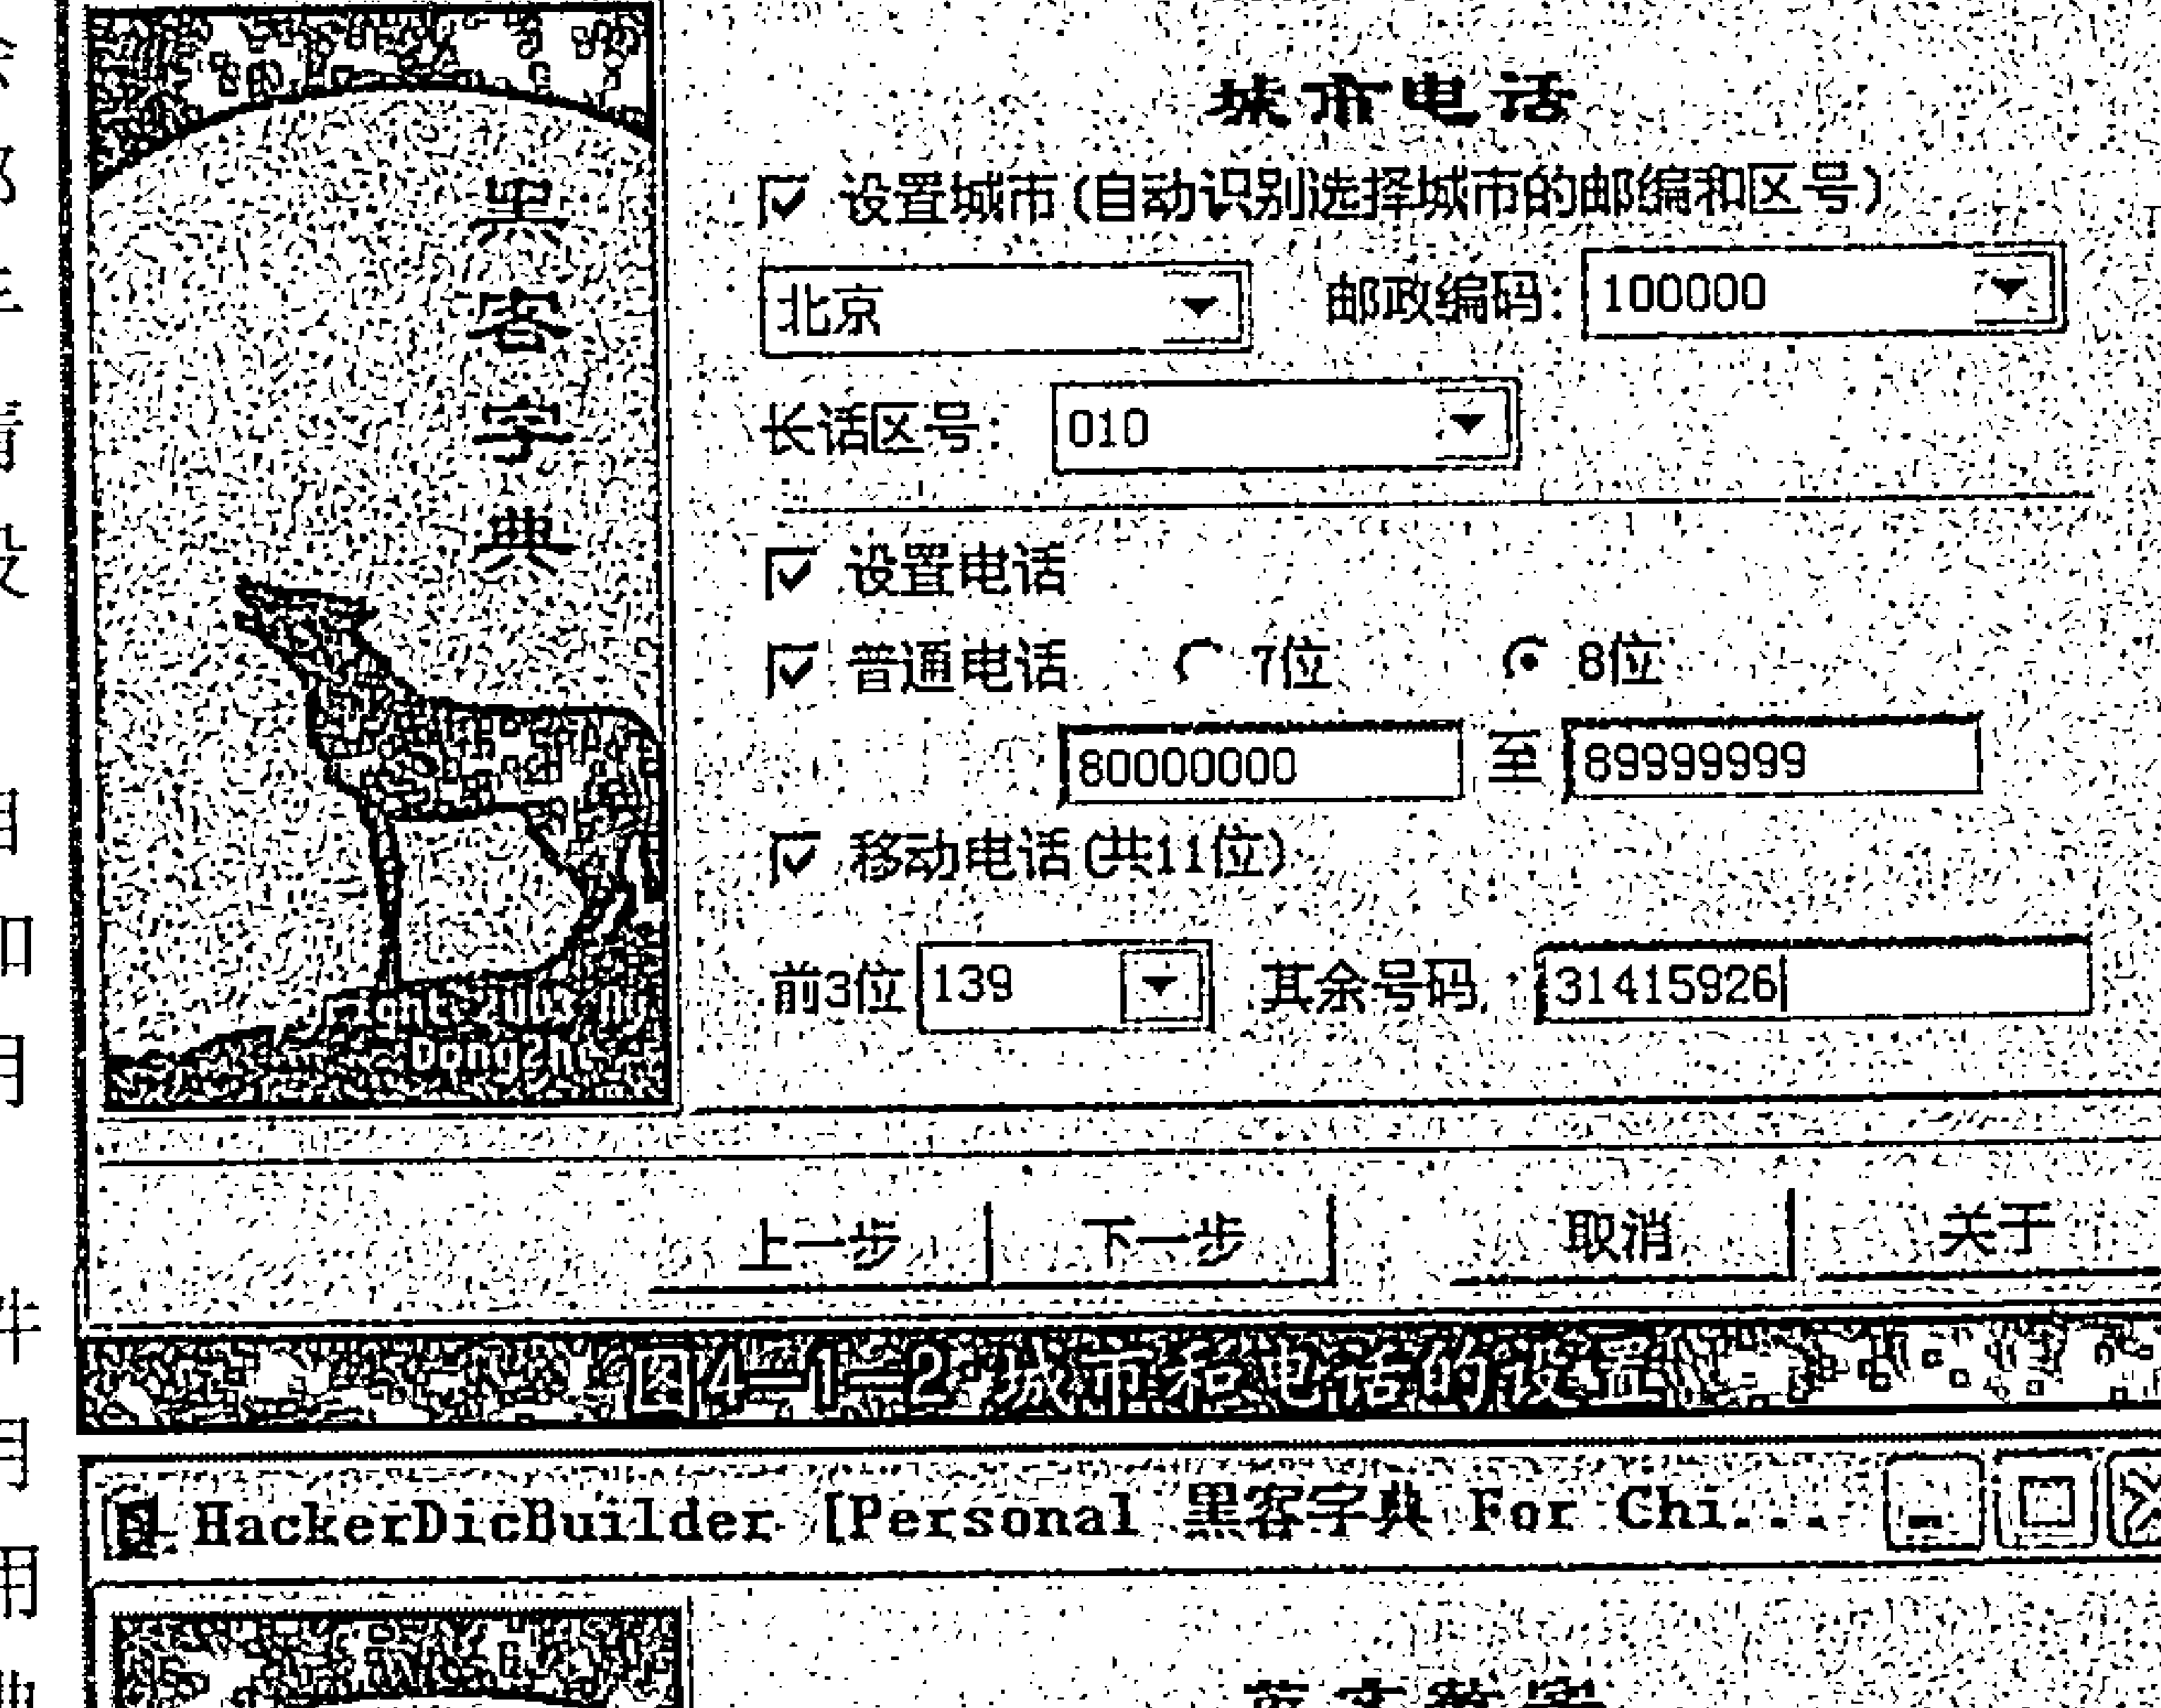 黑客字典
城市电话
设置城市(自动识别选择城市的邮编和区号)
北京 邮政编码: 100000
长话区号: 010
设置电话
普通电话 7位 8位
80000000 至 89999999
移动电话(共11位)
前3位 139 其余号码: 31415926
上一步 下一步 取消 关于
图4-1-2 城市和电话的设置
HackerDicBuilder [Personal 黑客字典 For Chi...